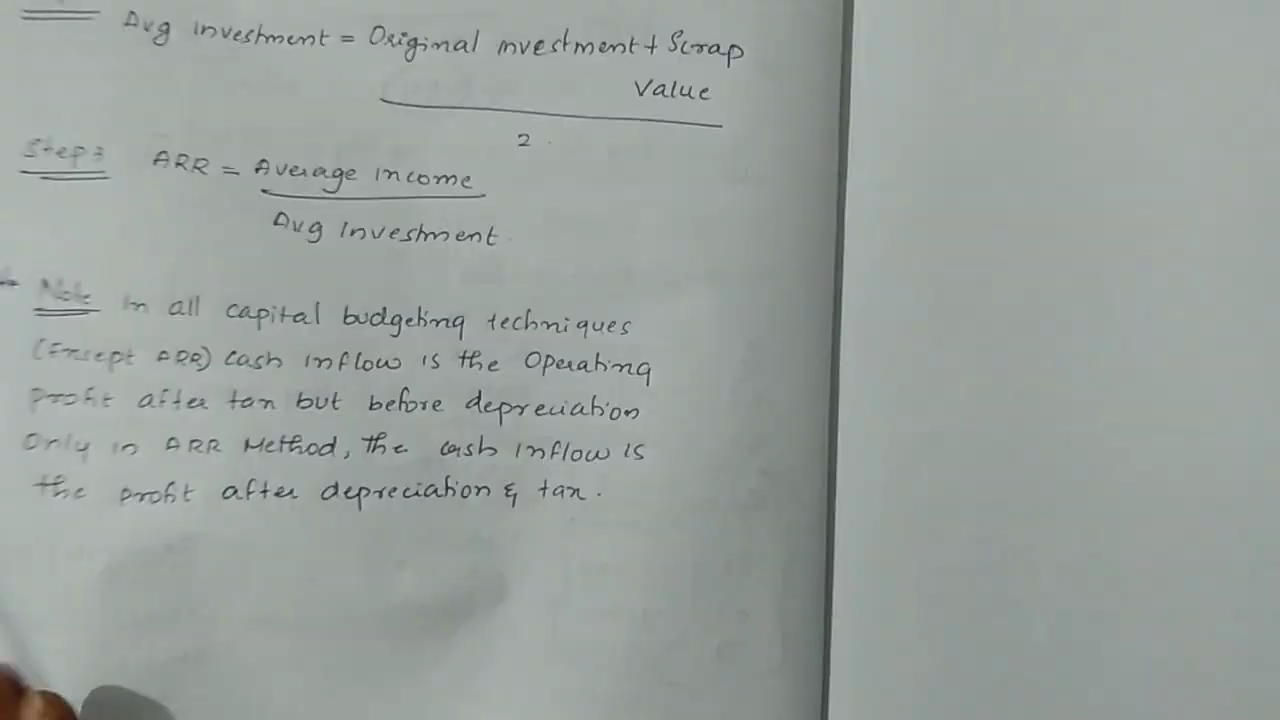 Avg investment = Original nvestment + Scrap
Value
2
Step3 ARR = Average income
Avg Investment
Note In all capital budgeting techniques
(Except ARR) cash inflow is the Operating
profit after tax but before depreciation
Only in ARR Method, the cash inflow is
the profit after depreciation & tax.